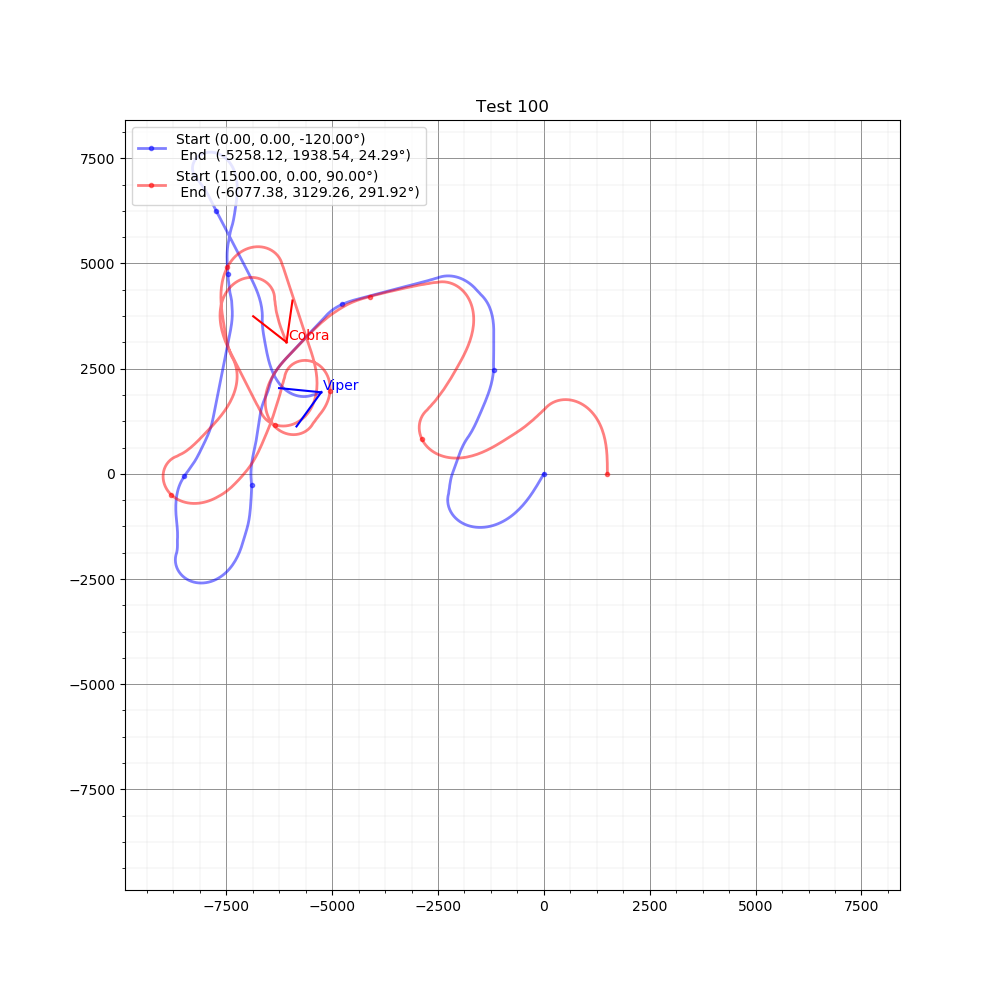 Test 100
Start (0.00, 0.00, -120.00°)
End (-5258.12, 1938.54, 24.29°)
Start (1500.00, 0.00, 90.00°)
End (-6077.38, 3129.26, 291.92°)
7500
5000
2500
0
−2500
−5000
−7500
Cobra
Viper
−7500 −5000 −2500 0 2500 5000 7500